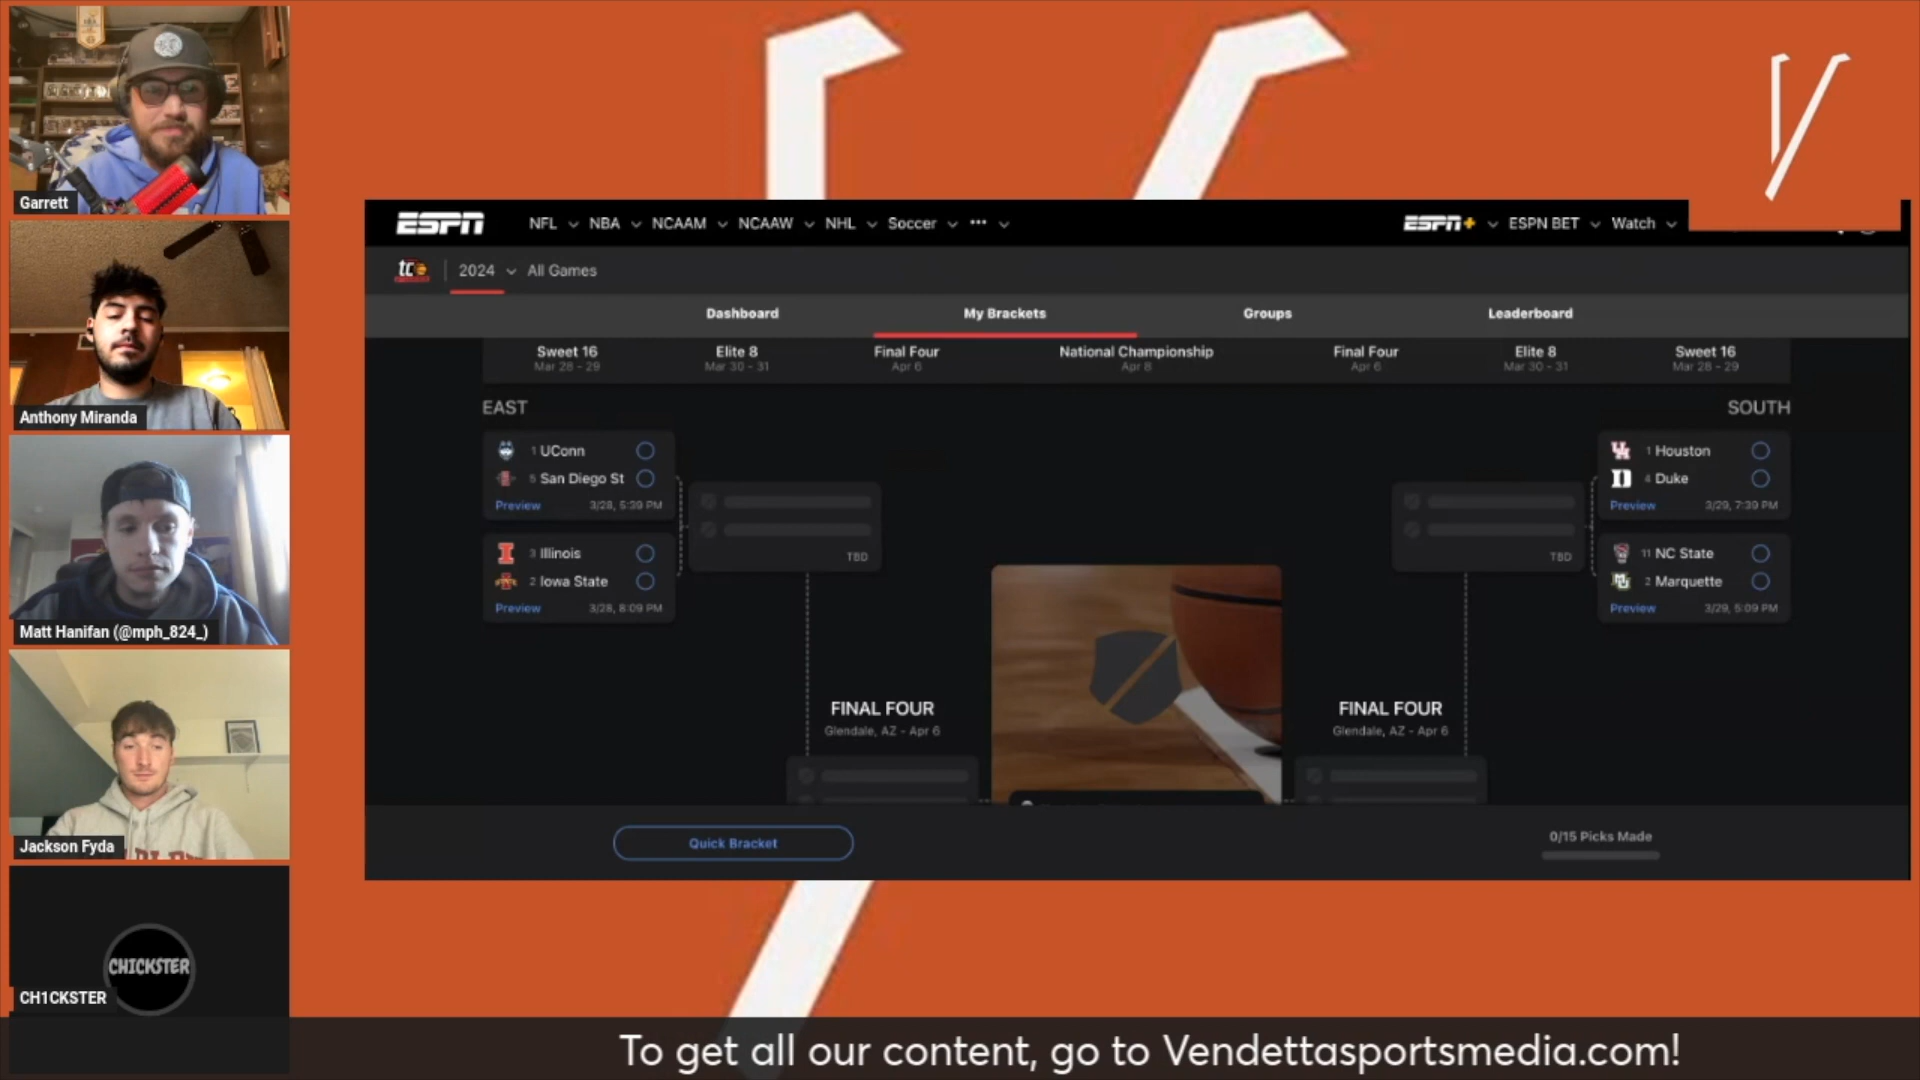 Garrett
Anthony Miranda
Matt Hanifan (@mph_824_)
Jackson Fyda
CHICKSTER
CH1CKSTER
ESPN NFL NBA NCAAM NCAAW NHL Soccer ••• ESPN+ ESPN BET Watch
tc 2024 All Games
Dashboard My Brackets Groups Leaderboard
Sweet 16 Elite 8 Final Four National Championship Final Four Elite 8 Sweet 16
Mar 28 - 29 Mar 30 - 31 Apr 6 Apr 8 Apr 6 Mar 30 - 31 Mar 28 - 29
EAST SOUTH
1 UConn 1 Houston
5 San Diego St 4 Duke
Preview 3/28, 5:39 PM Preview 3/29, 7:39 PM
TBD TBD
3 Illinois 11 NC State
2 Iowa State 2 Marquette
Preview 3/28, 8:09 PM Preview 3/29, 5:09 PM
FINAL FOUR FINAL FOUR
Glendale, AZ - Apr 6 Glendale, AZ - Apr 6
Quick Bracket 0/15 Picks Made
To get all our content, go to Vendettasportsmedia.com!